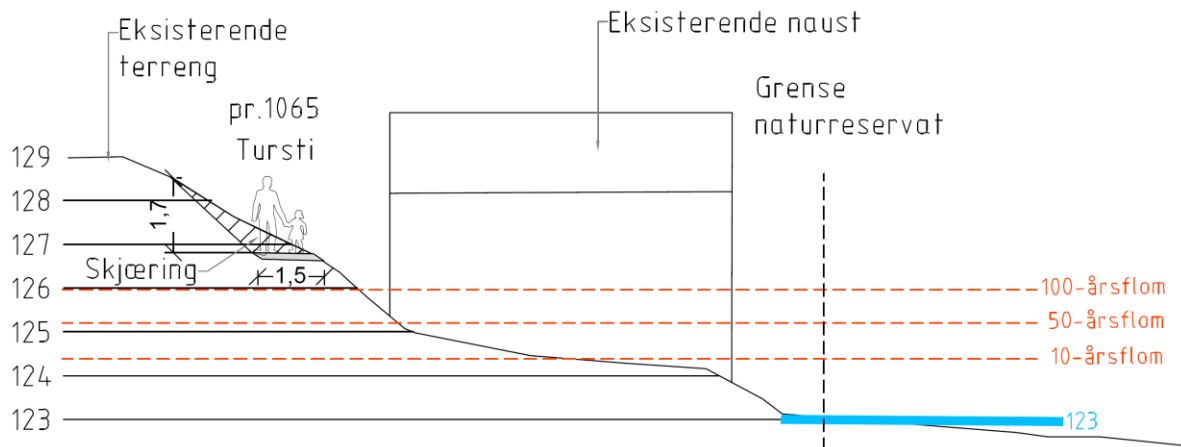 Eksisterende
terreng
pr.1065
Tursti
Eksisterende naust
Grense
naturreservat
129
128
127
126
125
124
123
1,7
Skjæring
1,5
100-årsflom
50-årsflom
10-årsflom
123